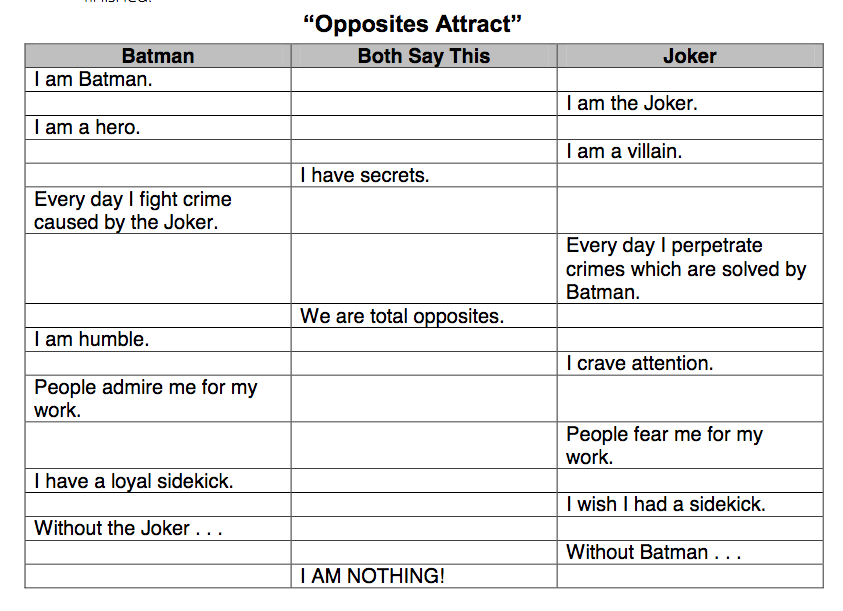 “Opposites Attract”
Batman Both Say This Joker
I am Batman.
I am the Joker.
I am a hero.
I am a villain.
I have secrets.
Every day I fight crime
caused by the Joker.
Every day I perpetrate
crimes which are solved by
Batman.
We are total opposites.
I am humble.
I crave attention.
People admire me for my
work.
People fear me for my
work.
I have a loyal sidekick.
I wish I had a sidekick.
Without the Joker . . .
Without Batman . . .
I AM NOTHING!